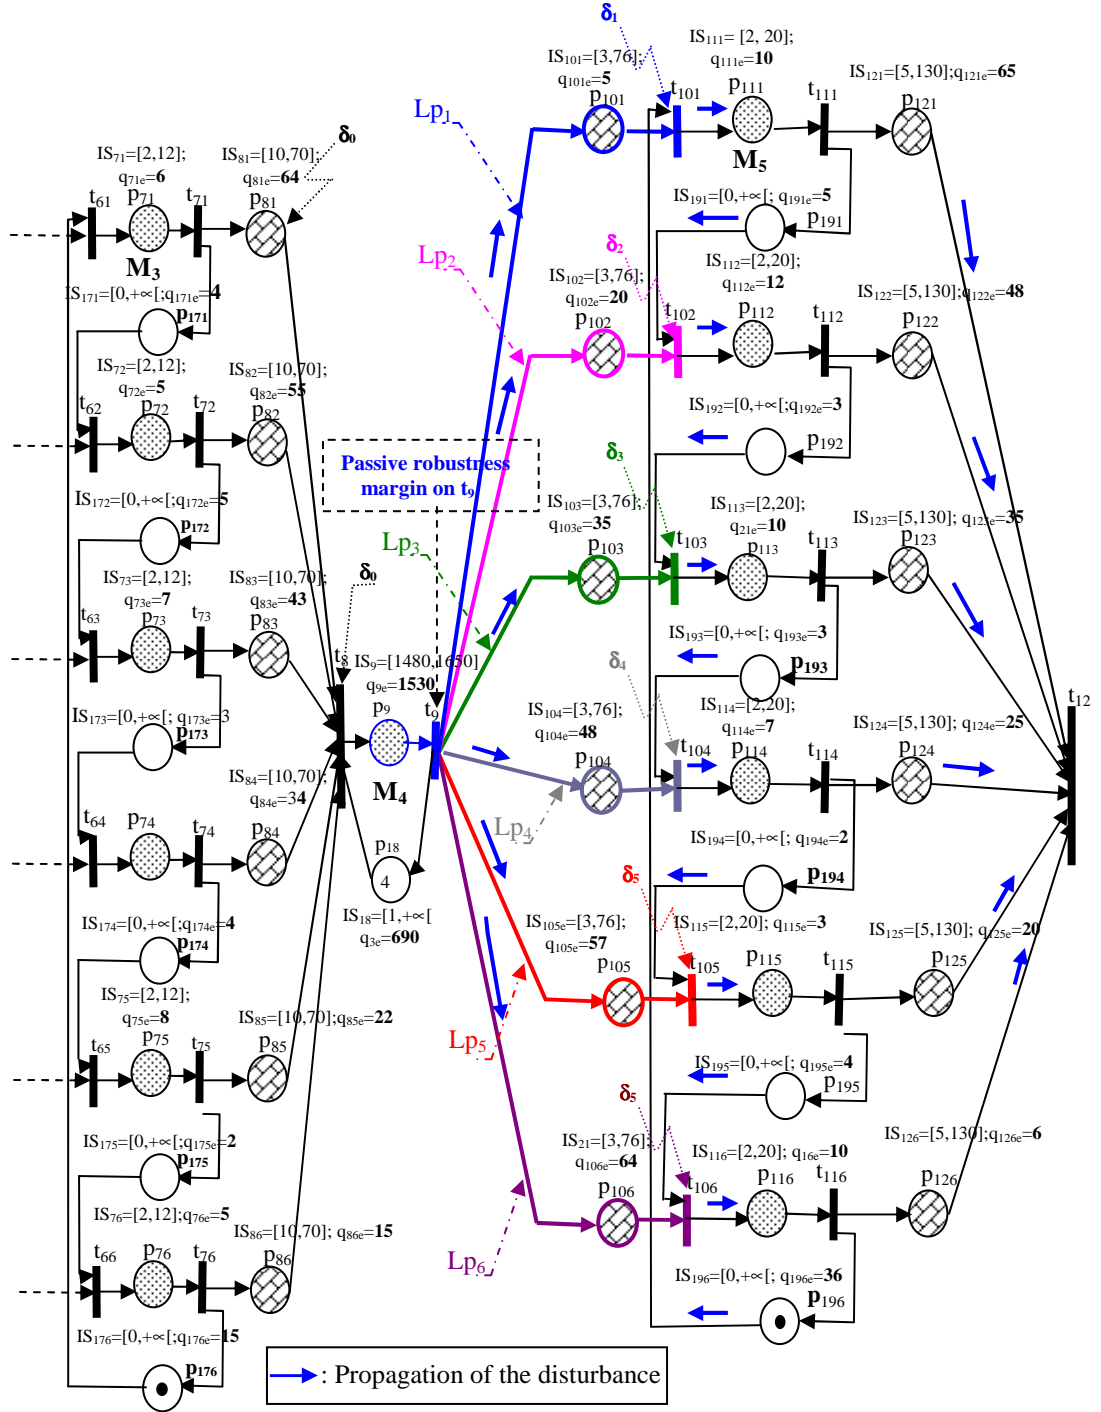 δ₁
IS₁₁₁= [2, 20];
q₁₁₁ₑ=10
IS₁₀₁=[3,76];
q₁₀₁ₑ=5
p₁₀₁
t₁₀₁
p₁₁₁
M₅
t₁₁₁
IS₁₂₁=[5,130];q₁₂₁ₑ=65
p₁₂₁
Lp₁
δ₀
IS₇₁=[2,12];
q₇₁ₑ=6
IS₈₁=[10,70];
q₈₁ₑ=64
t₆₁
p₇₁
t₇₁
p₈₁
M₃
IS₁₉₁=[0,+∞[; q₁₉₁ₑ=5
p₁₉₁
Lp₂
δ₂
IS₁₇₁=[0,+∞[;q₁₇₁ₑ=4
p₁₇₁
IS₁₀₂=[3,76];
q₁₀₂ₑ=20
p₁₀₂
t₁₀₂
IS₁₁₂=[2,20];
q₁₁₂ₑ=12
p₁₁₂
t₁₁₂
IS₁₂₂=[5,130];q₁₂₂ₑ=48
p₁₂₂
IS₇₂=[2,12];
q₇₂ₑ=5
IS₈₂=[10,70];
q₈₂ₑ=55
t₆₂
p₇₂
t₇₂
p₈₂
IS₁₉₂=[0,+∞[;q₁₉₂ₑ=3
p₁₉₂
Passive robustness
margin on t₉
δ₃
IS₁₇₂=[0,+∞[;q₁₇₂ₑ=5
p₁₇₂
Lp₃
IS₁₀₃=[3,76];
q₁₀₃ₑ=35
p₁₀₃
t₁₀₃
IS₁₁₃=[2,20];
q₂₁ₑ=10
p₁₁₃
t₁₁₃
IS₁₂₃=[5,130]; q₁₂₃ₑ=35
p₁₂₃
IS₇₃=[2,12];
q₇₃ₑ=7
IS₈₃=[10,70];
q₈₃ₑ=43
δ₀
t₆₃
p₇₃
t₇₃
p₈₃
IS₁₉₃=[0,+∞[; q₁₉₃ₑ=3
p₁₉₃
t₈
IS₉=[1480,1650]
q₉ₑ=1530
p₉
t₉
M₄
δ₄
IS₁₇₃=[0,+∞[; q₁₇₃ₑ=3
p₁₇₃
IS₁₀₄=[3,76];
q₁₀₄ₑ=48
p₁₀₄
t₁₀₄
IS₁₁₄=[2,20];
q₁₁₄ₑ=7
p₁₁₄
t₁₁₄
IS₁₂₄=[5,130]; q₁₂₄ₑ=25
p₁₂₄
t₁₂
IS₈₄=[10,70];
q₈₄ₑ=34
t₆₄
p₇₄
t₇₄
p₈₄
Lp₄
IS₁₉₄=[0,+∞[; q₁₉₄ₑ=2
p₁₉₄
p₁₈
4
IS₁₈=[1,+∞[
q₃ₑ=690
δ₅
IS₁₇₄=[0,+∞[; q₁₇₄ₑ=4
p₁₇₄
IS₁₀₅ₑ=[3,76];
q₁₀₅ₑ=57
p₁₀₅
t₁₀₅
IS₁₁₅=[2,20]; q₁₁₅ₑ=3
p₁₁₅
t₁₁₅
IS₁₂₅=[5,130]; q₁₂₅ₑ=20
p₁₂₅
IS₇₅=[2,12];
q₇₅ₑ=8
IS₈₅=[10,70];q₈₅ₑ=22
t₆₅
p₇₅
t₇₅
p₈₅
Lp₅
IS₁₉₅=[0,+∞[; q₁₉₅ₑ=4
p₁₉₅
δ₅
IS₁₇₅=[0,+∞[;q₁₇₅ₑ=2
p₁₇₅
IS₂₁=[3,76];
q₁₀₆ₑ=64
p₁₀₆
t₁₀₆
IS₁₁₆=[2,20]; q₁₆ₑ=10
p₁₁₆
t₁₁₆
IS₁₂₆=[5,130];q₁₂₆ₑ=6
p₁₂₆
IS₇₆=[2,12];q₇₆ₑ=5
IS₈₆=[10,70]; q₈₆ₑ=15
t₆₆
p₇₆
t₇₆
p₈₆
Lp₆
IS₁₉₆=[0,+∞[; q₁₉₆ₑ=36
p₁₉₆
IS₁₇₆=[0,+∞[;q₁₇₆ₑ=15
p₁₇₆
: Propagation of the disturbance